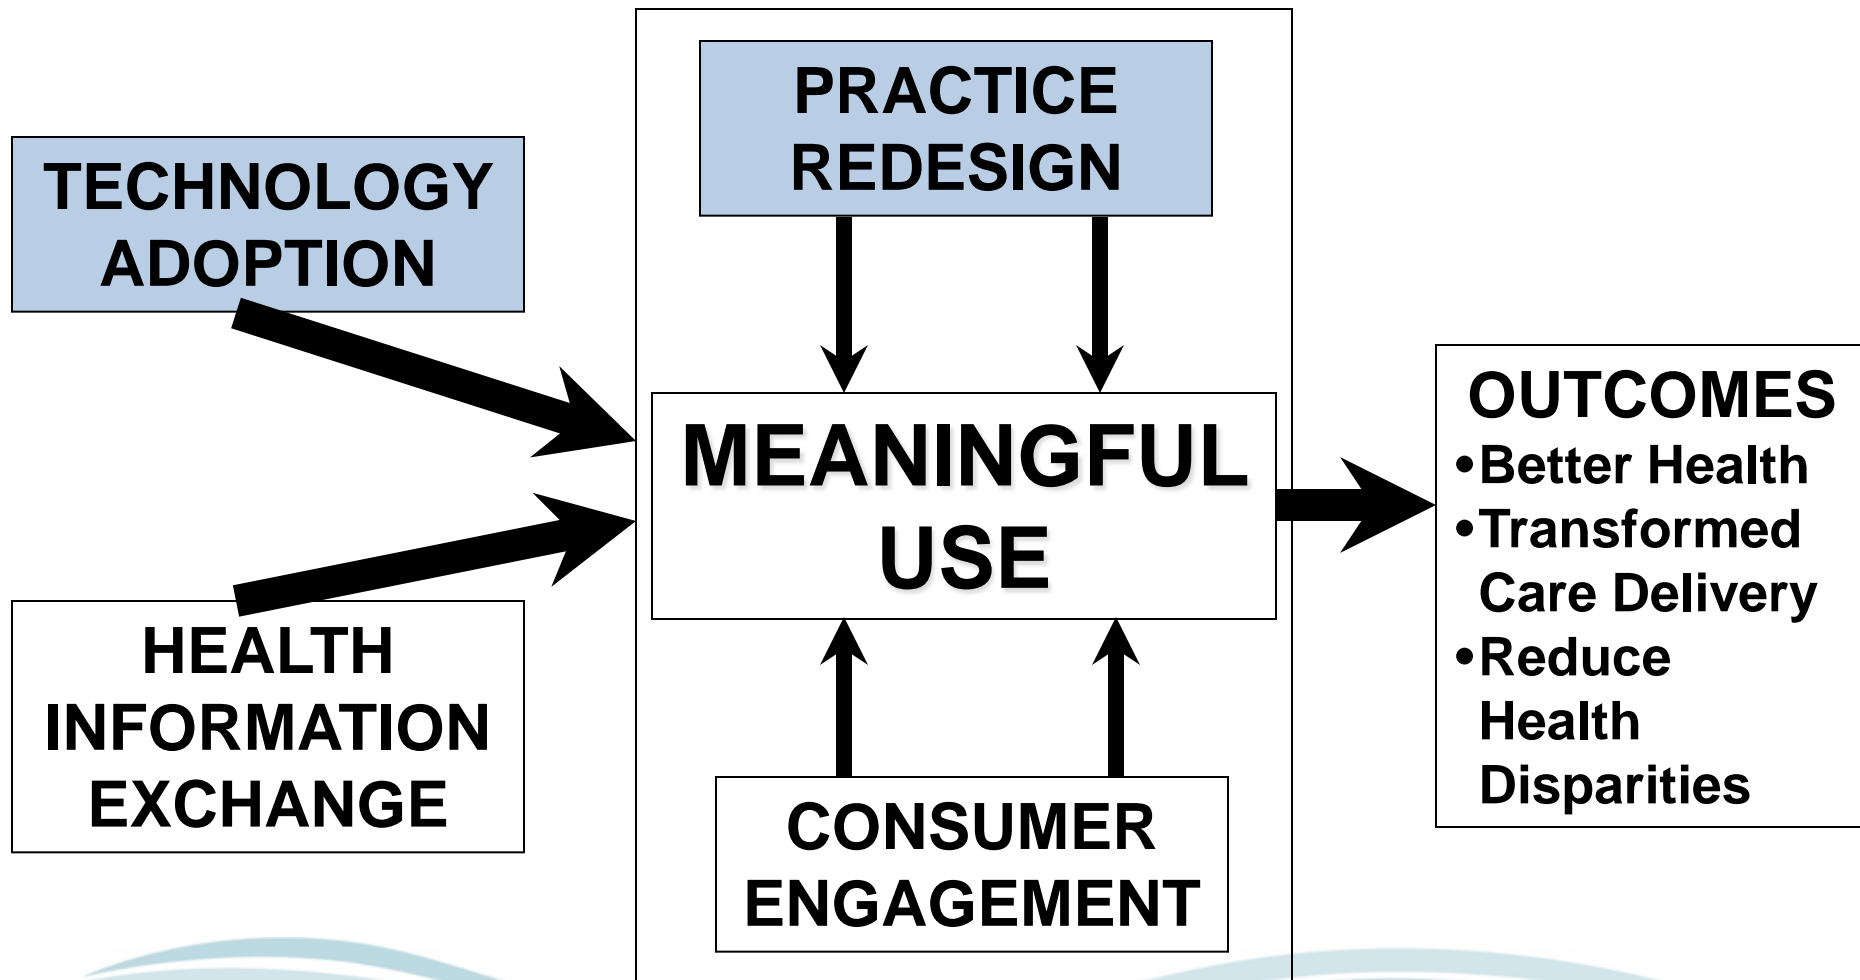 PRACTICE
REDESIGN
TECHNOLOGY
ADOPTION
MEANINGFUL
USE
HEALTH
INFORMATION
EXCHANGE
CONSUMER
ENGAGEMENT
OUTCOMES
•Better Health
•Transformed
Care Delivery
•Reduce
Health
Disparities